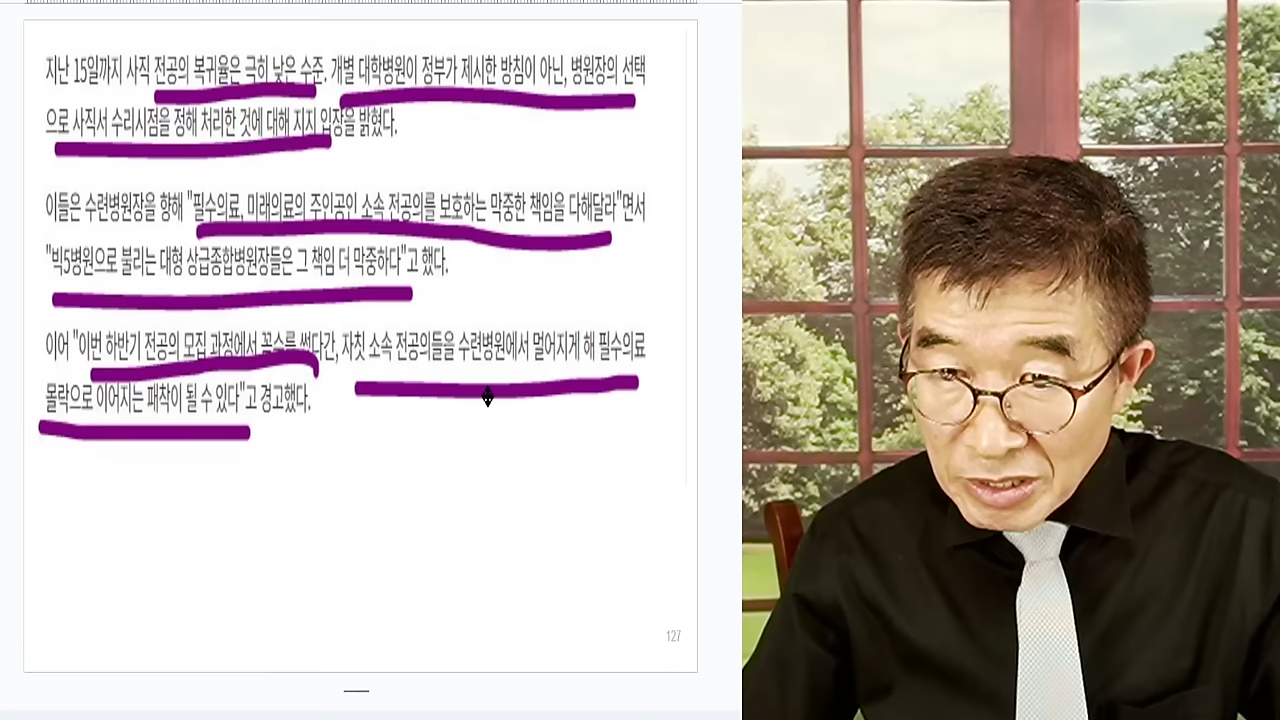 지난 15일까지 사직 전공의 복귀율은 극히 낮은 수준. 개별 대학병원이 정부가 제시한 방침이 아닌, 병원장의 선택
으로 사직서 수리시점을 정해 처리한 것에 대해 지지 입장을 밝혔다.
이들은 수련병원장을 향해 "필수의료, 미래의료의 주인공인 소속 전공의를 보호하는 막중한 책임을 다해달라"면서
"빅5병원으로 불리는 대형 상급종합병원장들은 그 책임 더 막중하다"고 했다.
이어 "이번 하반기 전공의 모집 과정에서 꼼수를 썼다간, 자칫 소속 전공의들을 수련병원에서 멀어지게 해 필수의료
몰락으로 이어지는 패착이 될 수 있다"고 경고했다.
127